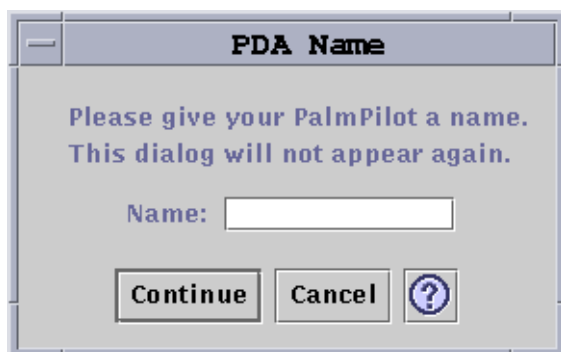 PDA Name
Please give your PalmPilot a name.
This dialog will not appear again.
Name:
Continue Cancel ?